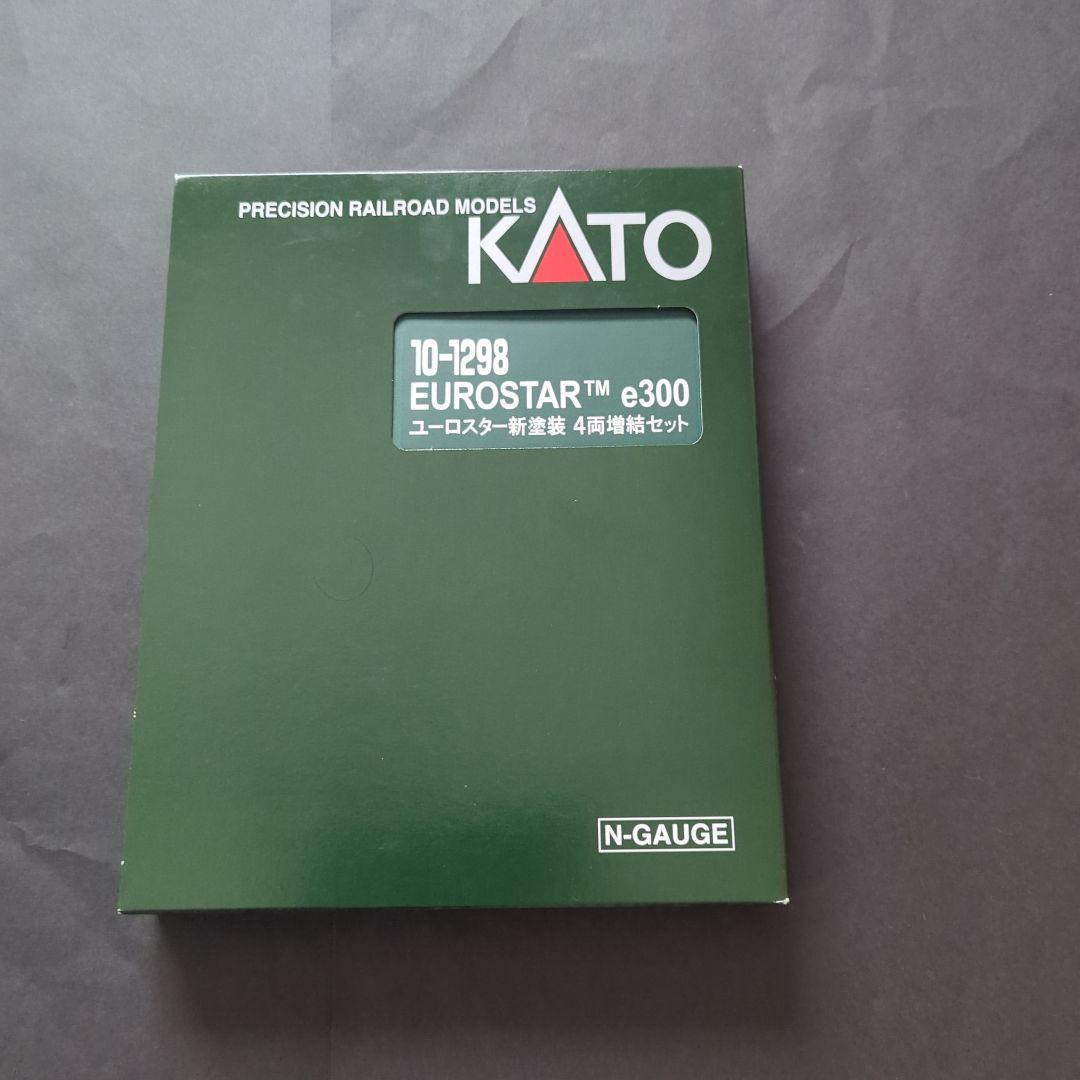 PRECISION RAILROAD MODELS
KATO
10-1298
EUROSTAR™ e300
ユーロスター新塗装 4両増結セット
N-GAUGE